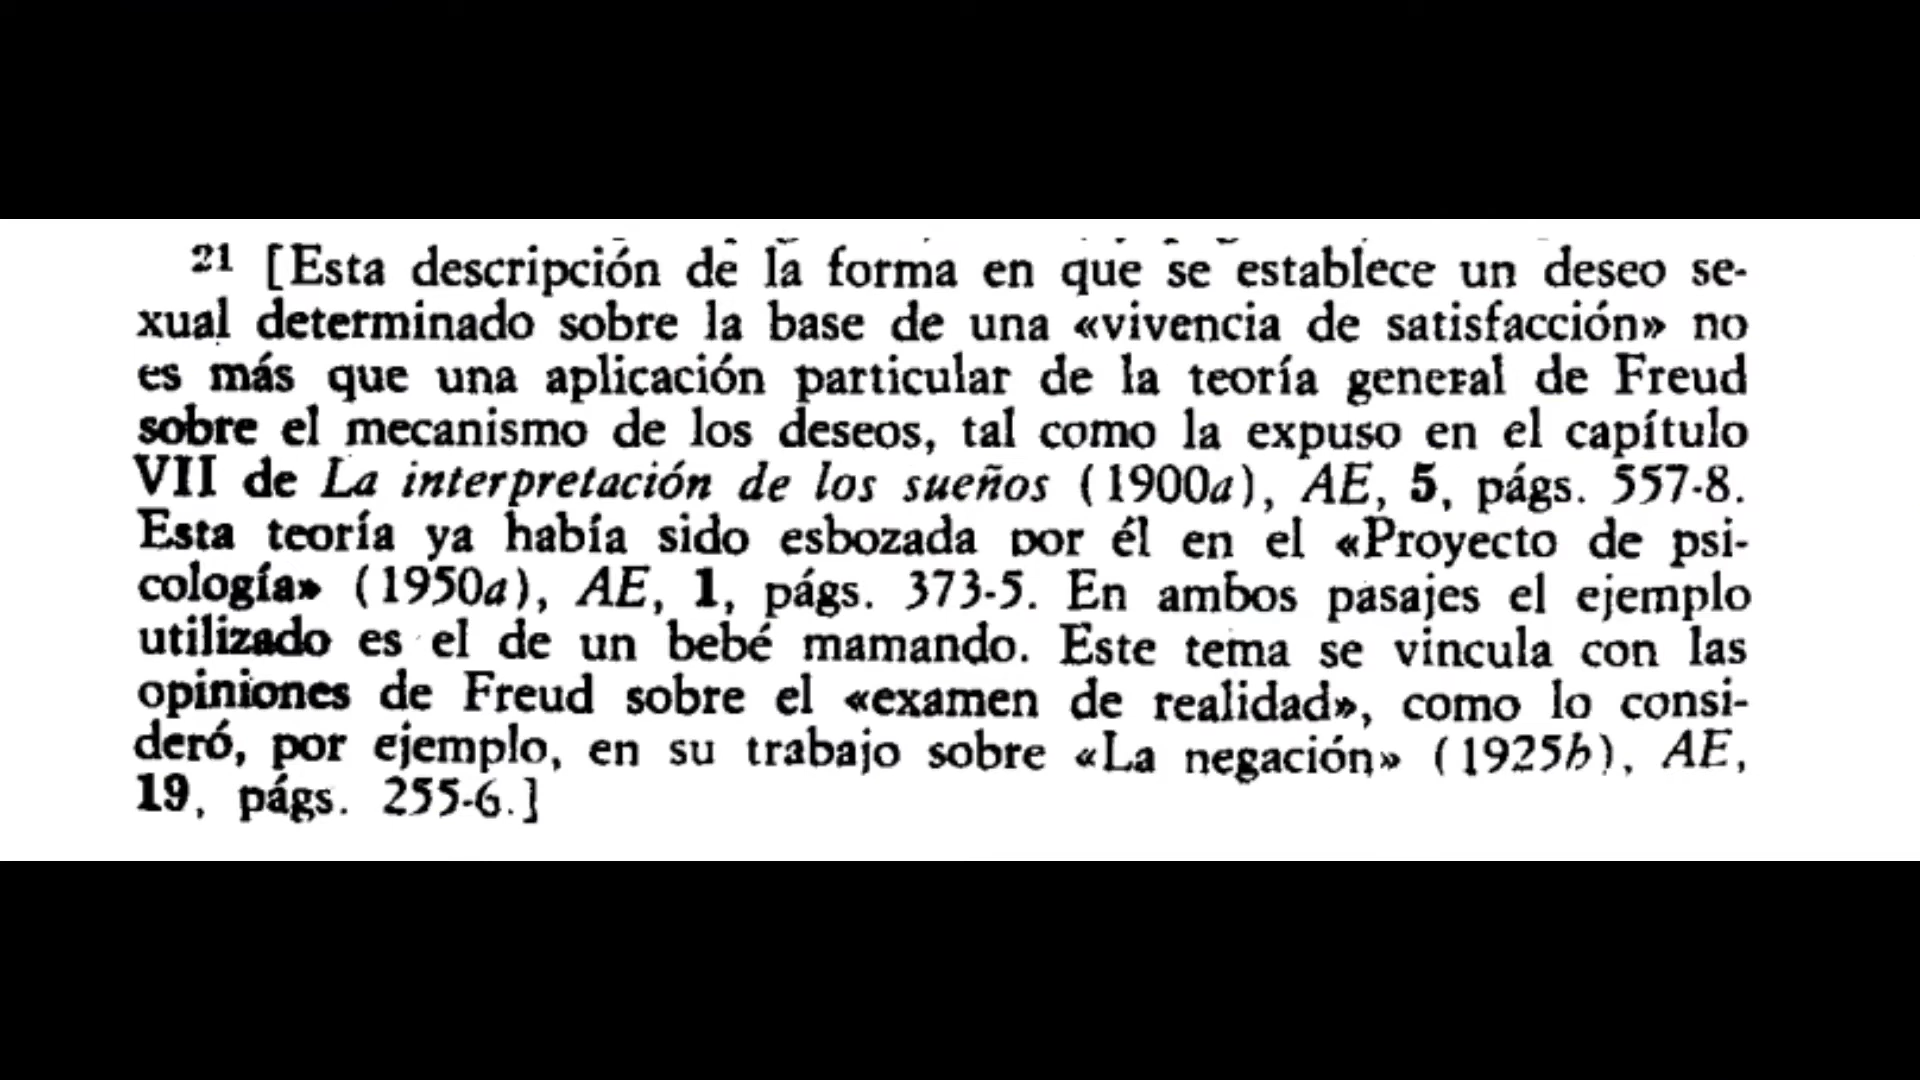 21 [Esta descripción de la forma en que se establece un deseo se-
xual determinado sobre la base de una «vivencia de satisfacción» no
es más que una aplicación particular de la teoría general de Freud
sobre el mecanismo de los deseos, tal como la expuso en el capítulo
VII de La interpretación de los sueños (1900a), AE, 5, págs. 557-8.
Esta teoría ya había sido esbozada por él en el «Proyecto de psi-
cología» (1950a), AE, 1, págs. 373-5. En ambos pasajes el ejemplo
utilizado es el de un bebé mamando. Este tema se vincula con las
opiniones de Freud sobre el «examen de realidad», como lo consi-
deró, por ejemplo, en su trabajo sobre «La negación» (1925h), AE,
19, págs. 255-6.]